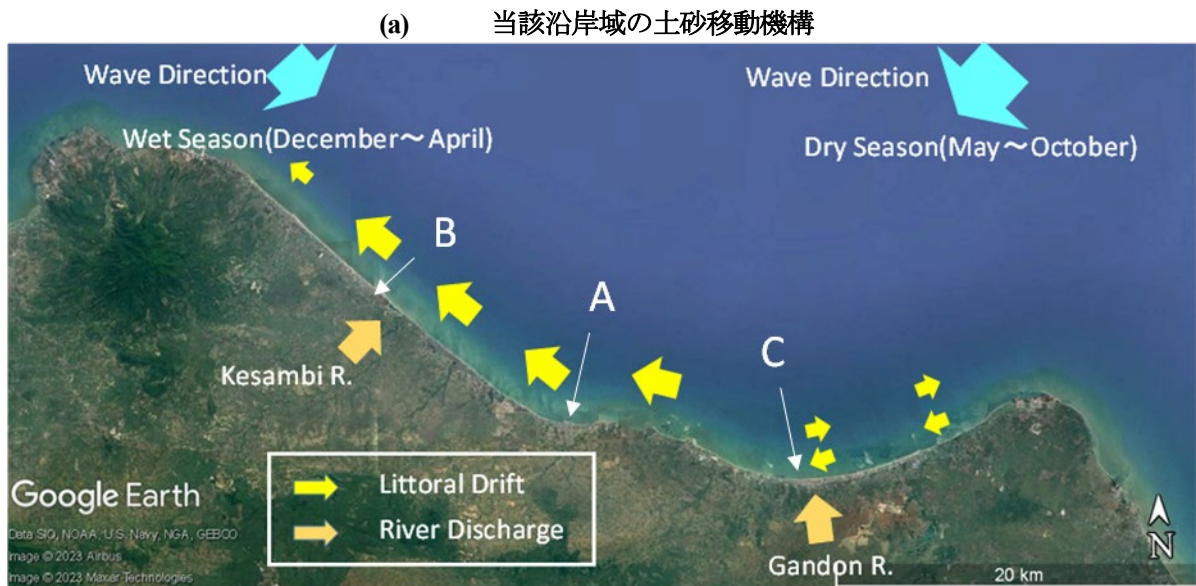 (a) 当該沿岸域の土砂移動機構
Wave Direction
Wet Season(December～April)
Wave Direction
Dry Season(May～October)
B
A
C
Kesambi R.
Littoral Drift
River Discharge
Gandon R.
Google Earth
Data SIO, NOAA, U.S. Navy, NGA, GEBCO
Image © 2023 Airbus
Image © 2023 Maxar Technologies
N
20 km